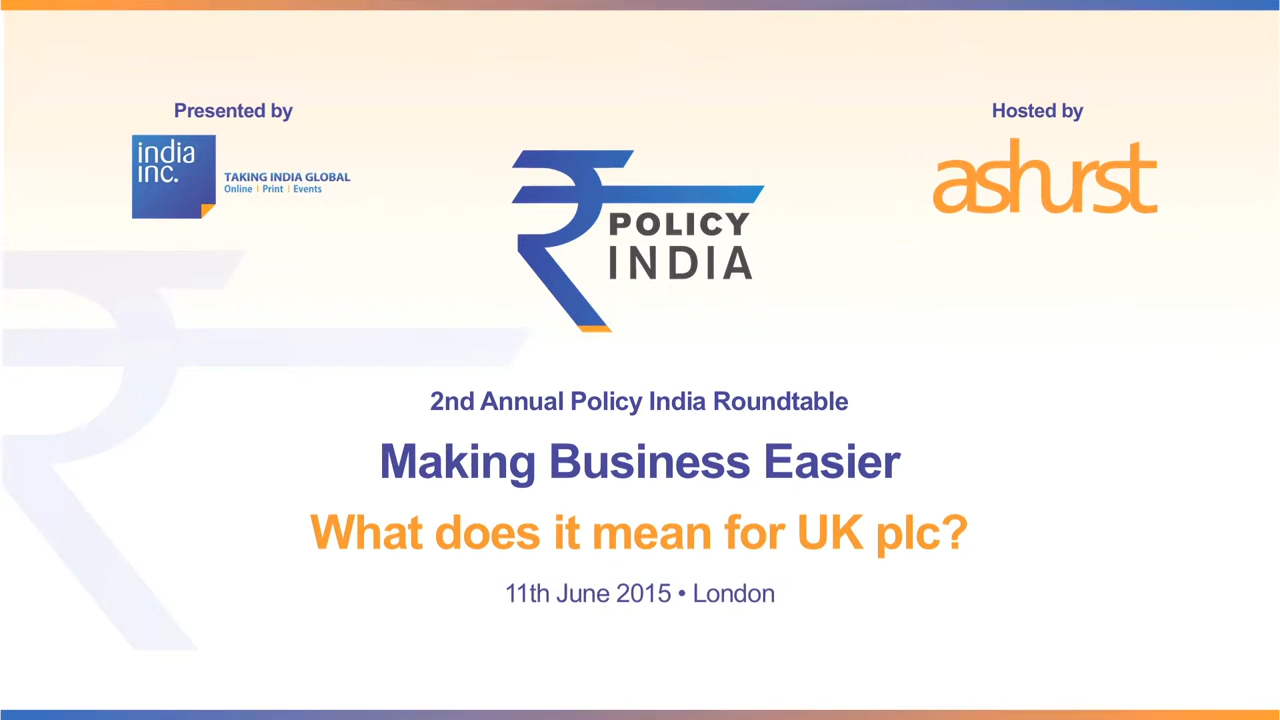 Presented by
india
inc.
TAKING INDIA GLOBAL
Online | Print | Events
POLICY
INDIA
Hosted by
ashurst
2nd Annual Policy India Roundtable
Making Business Easier
What does it mean for UK plc?
11th June 2015 • London